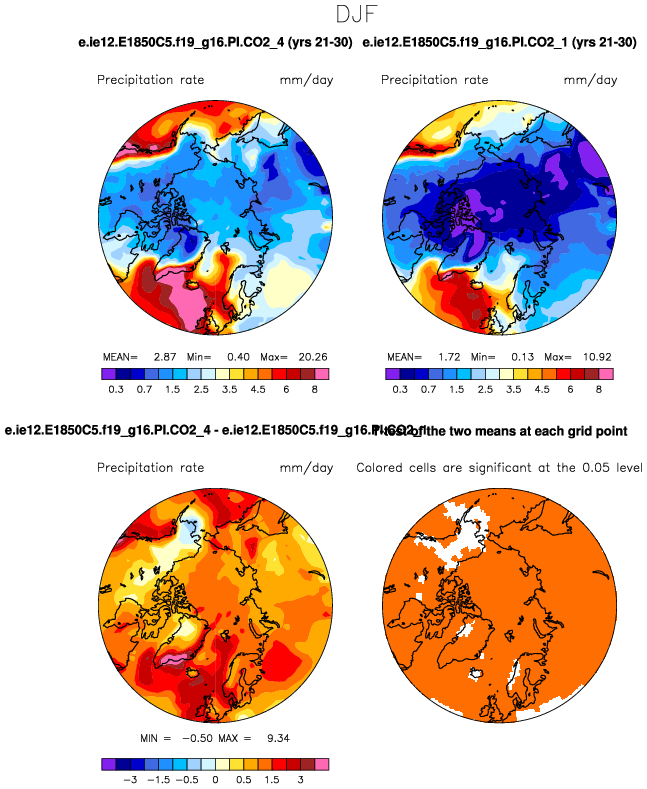 DJF
e.ie12.E1850C5.f19_g16.PI.CO2_4 (yrs 21-30) e.ie12.E1850C5.f19_g16.PI.CO2_1 (yrs 21-30)
Precipitation rate mm/day Precipitation rate mm/day
MEAN= 2.87 Min= 0.40 Max= 20.26 MEAN= 1.72 Min= 0.13 Max= 10.92
0.3 0.7 1.5 2.5 3.5 4.5 6 8 0.3 0.7 1.5 2.5 3.5 4.5 6 8
e.ie12.E1850C5.f19_g16.PI.CO2_4 - e.ie12.E1850C5.f19_g16.PI.CO2_1 T-test of the two means at each grid point
Precipitation rate mm/day Colored cells are significant at the 0.05 level
MIN = -0.50 MAX = 9.34
-3 -1.5 -0.5 0 0.5 1.5 3